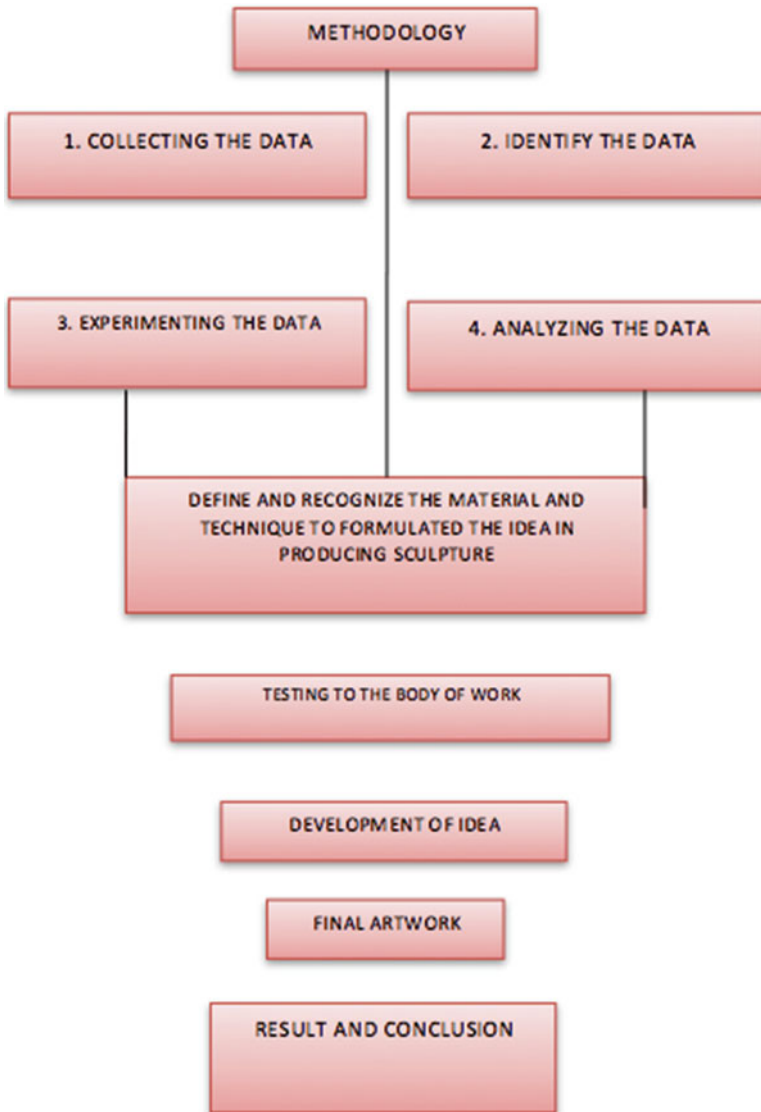 METHODOLOGY
1. COLLECTING THE DATA
2. IDENTIFY THE DATA
3. EXPERIMENTING THE DATA
4. ANALYZING THE DATA
DEFINE AND RECOGNIZE THE MATERIAL AND
TECHNIQUE TO FORMULATED THE IDEA IN
PRODUCING SCULPTURE
TESTING TO THE BODY OF WORK
DEVELOPMENT OF IDEA
FINAL ARTWORK
RESULT AND CONCLUSION